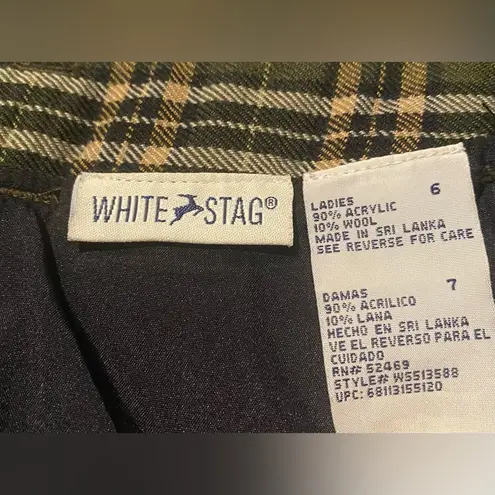 WHITE STAG®
LADIES 6
90% ACRYLIC
10% WOOL
MADE IN SRI LANKA
SEE REVERSE FOR CARE
DAMAS 7
90% ACRILICO
10% LANA
HECHO EN SRI LANKA
VE EL REVERSO PARA EL
CUIDADO
RN# 52469
STYLE# W5513588
UPC: 68113155120